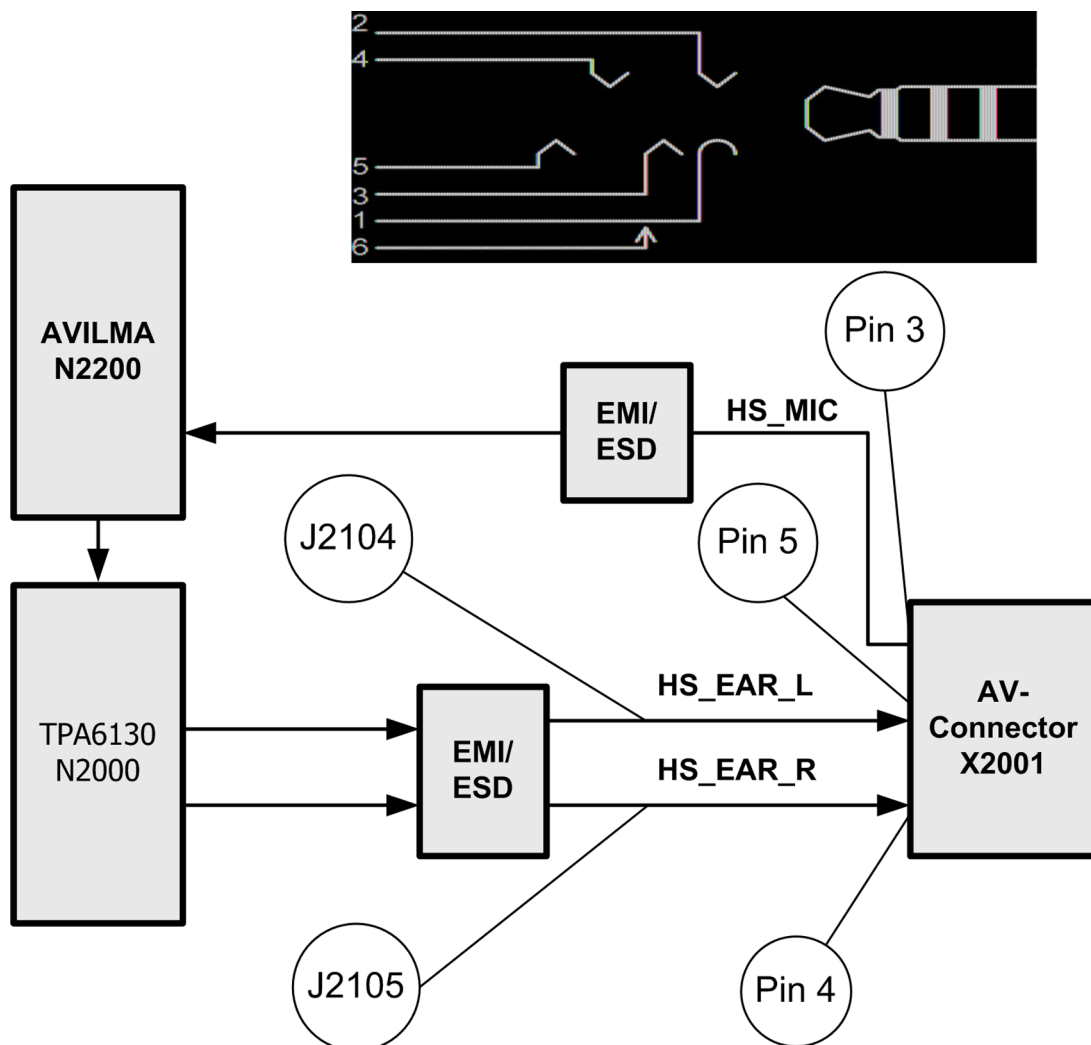 2
4
5
3
1
6
AVILMA
N2200
EMI/
ESD
HS_MIC
Pin 3
J2104
Pin 5
TPA6130
N2000
EMI/
ESD
HS_EAR_L
HS_EAR_R
AV-
Connector
X2001
J2105
Pin 4